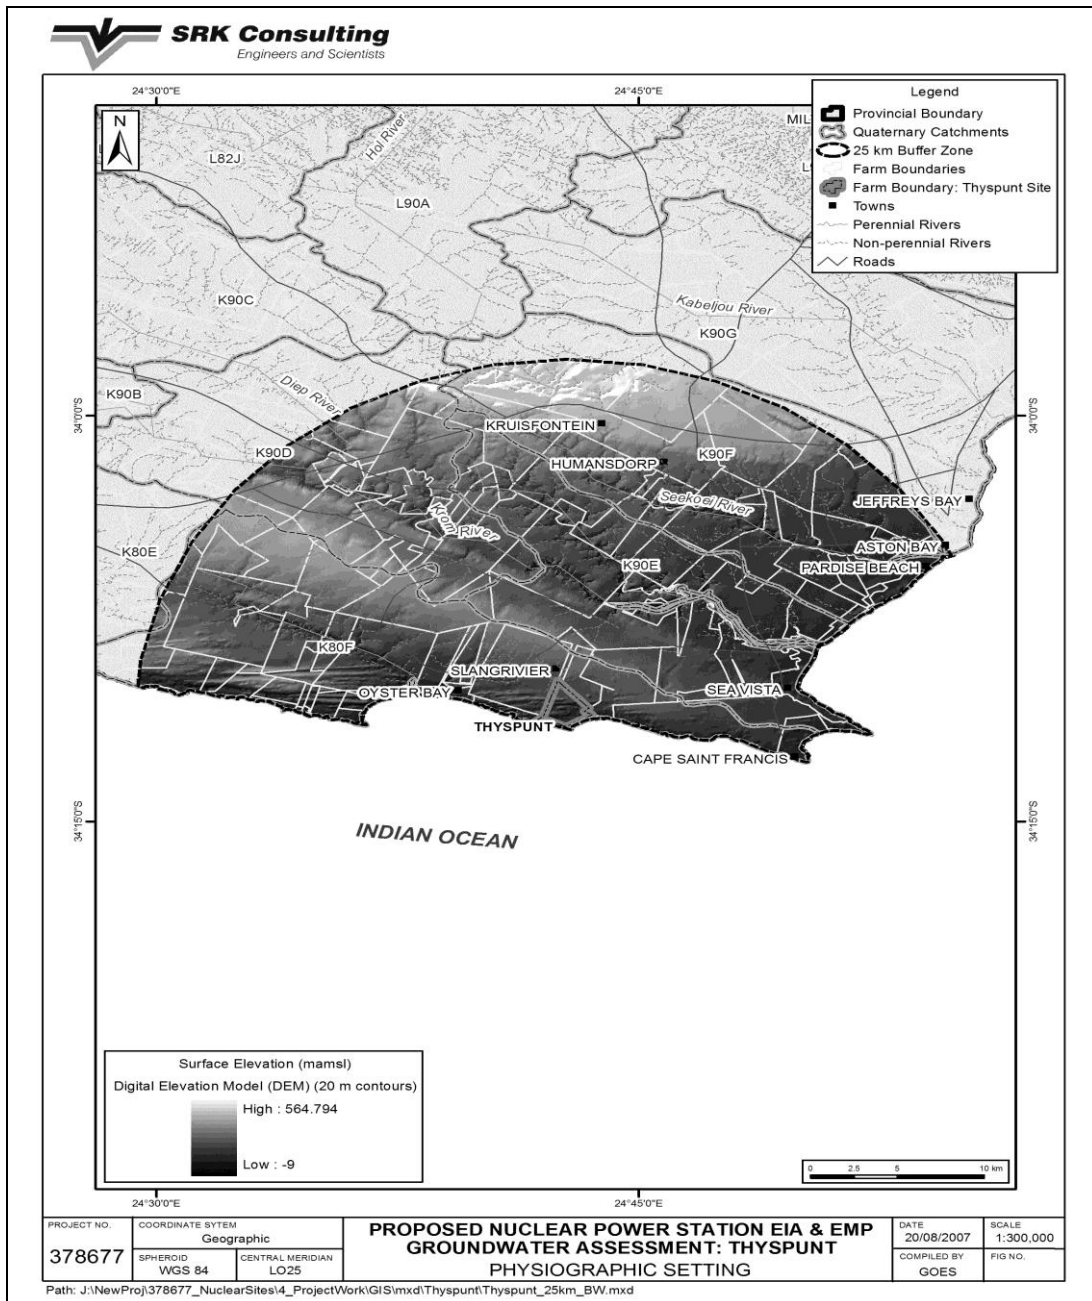 SRK Consulting
Engineers and Scientists
24°30'0"E
24°45'0"E
N
Legend
Provincial Boundary
Quaternary Catchments
25 km Buffer Zone
Farm Boundaries
Farm Boundary: Thyspunt Site
Towns
Perennial Rivers
Non-perennial Rivers
Roads
MIL
L82J
Hol River
L90A
K90C
Kabeljou River
K90G
Diep River
K90B
34°0'0"S
34°0'0"S
KRUISFONTEIN
K90D
K90F
HUMANSDORP
Seekoei River
JEFFREYS BAY
Krom River
K80E
ASTON BAY
PARDISE BEACH
K90E
K80F
SLANGRIVIER
OYSTER BAY
SEA VISTA
THYSPUNT
CAPE SAINT FRANCIS
34°15'0"S
34°15'0"S
INDIAN OCEAN
Surface Elevation (mamsl)
Digital Elevation Model (DEM) (20 m contours)
High : 564.794
Low : -9
0 2.5 5 10 km
24°30'0"E
24°45'0"E
PROJECT NO.
378677
COORDINATE SYTEM
Geographic
SPHEROID
WGS 84
CENTRAL MERIDIAN
LO25
PROPOSED NUCLEAR POWER STATION EIA & EMP
GROUNDWATER ASSESSMENT: THYSPUNT
PHYSIOGRAPHIC SETTING
DATE
20/08/2007
SCALE
1:300,000
COMPILED BY
GOES
FIG NO.
Path: J:\NewProj\378677_NuclearSites\4_ProjectWork\GIS\mxd\Thyspunt\Thyspunt_25km_BW.mxd